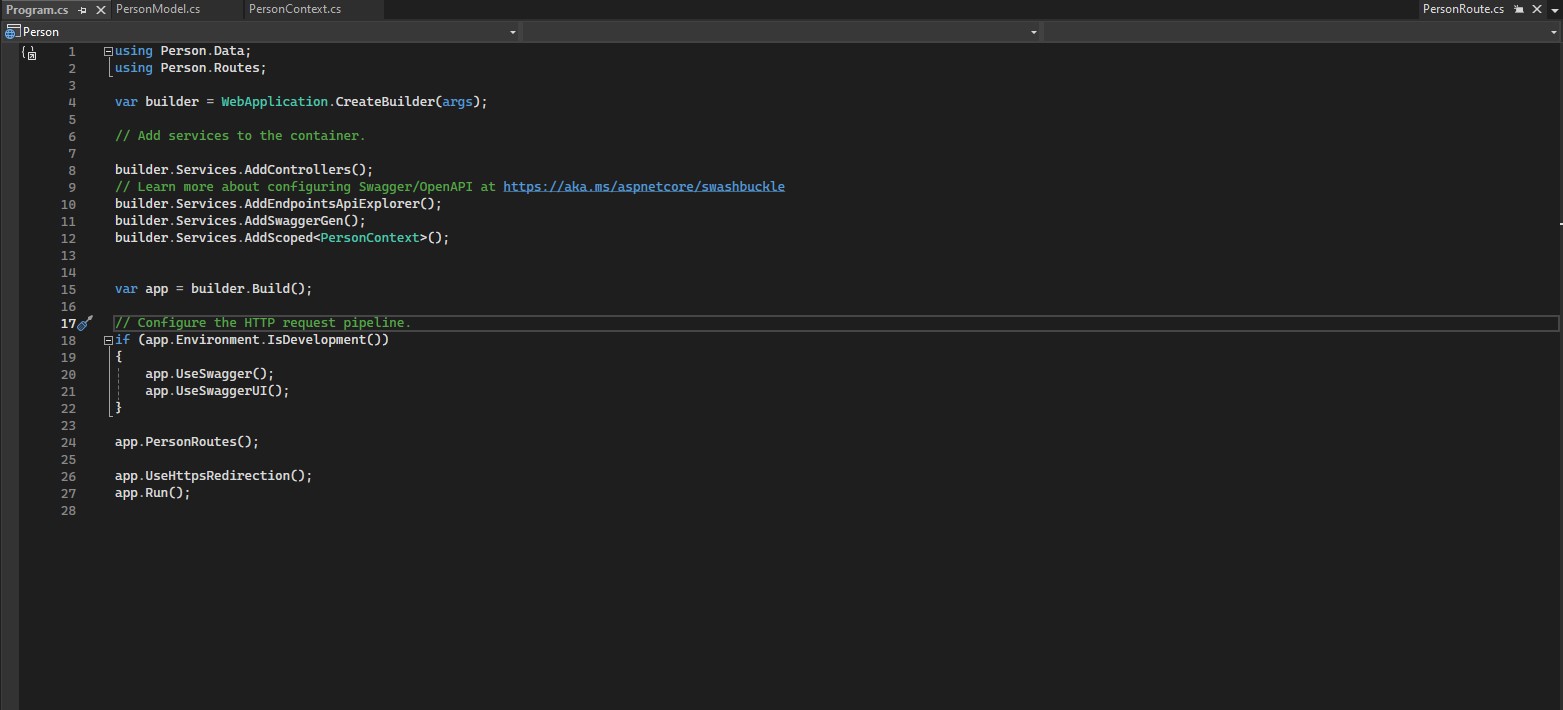 Program.cs PersonModel.cs PersonContext.cs PersonRoute.cs
Person
1 using Person.Data;
2 using Person.Routes;
3
4 var builder = WebApplication.CreateBuilder(args);
5
6 // Add services to the container.
7
8 builder.Services.AddControllers();
9 // Learn more about configuring Swagger/OpenAPI at https://aka.ms/aspnetcore/swashbuckle
10 builder.Services.AddEndpointsApiExplorer();
11 builder.Services.AddSwaggerGen();
12 builder.Services.AddScoped<PersonContext>();
13
14
15 var app = builder.Build();
16
17 // Configure the HTTP request pipeline.
18 if (app.Environment.IsDevelopment())
19 {
20     app.UseSwagger();
21     app.UseSwaggerUI();
22 }
23
24 app.PersonRoutes();
25
26 app.UseHttpsRedirection();
27 app.Run();
28